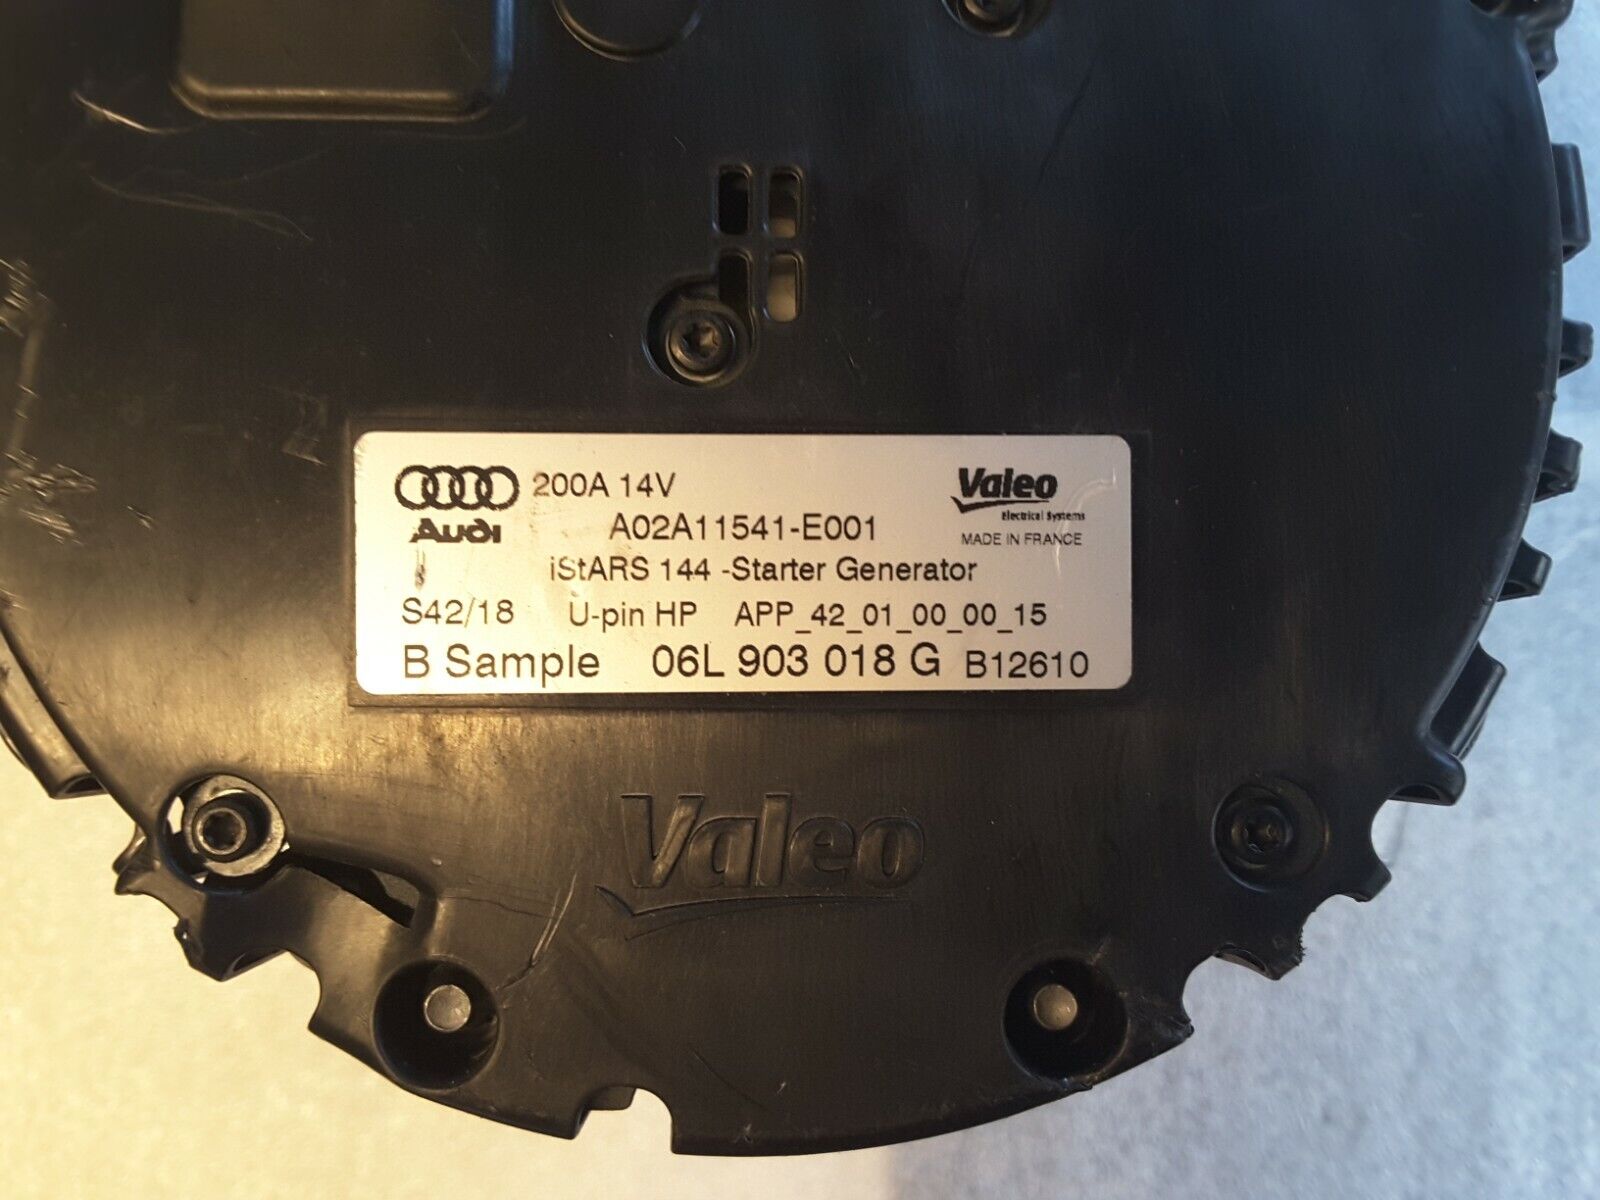 200A 14V
Valeo
Audi
A02A11541-E001
Electrical Systems
MADE IN FRANCE
iStARS 144 -Starter Generator
S42/18 U-pin HP APP_42_01_00_00_15
B Sample 06L 903 018 G B12610
Valeo